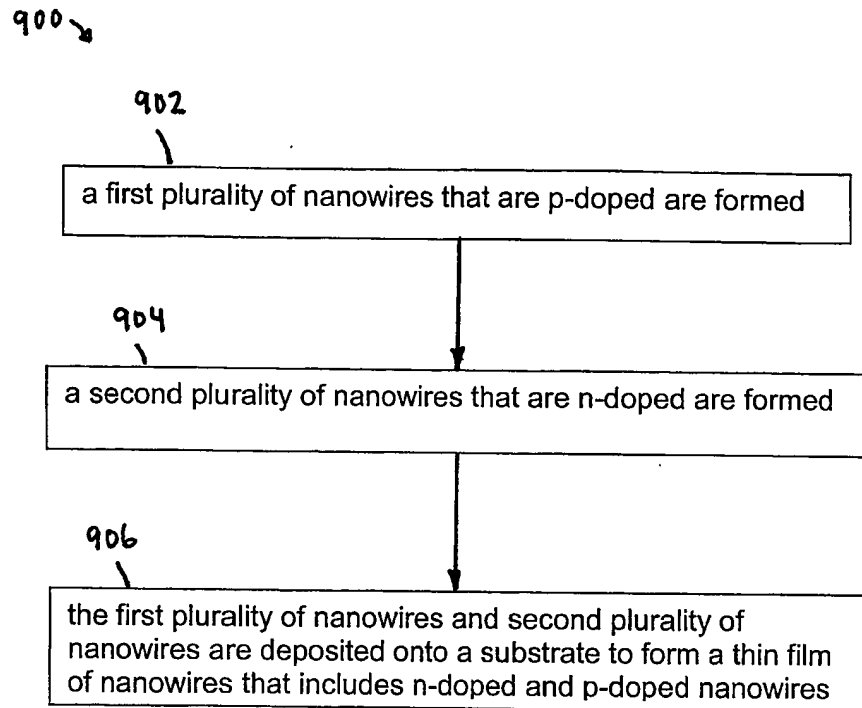 900
902
a first plurality of nanowires that are p-doped are formed
904
a second plurality of nanowires that are n-doped are formed
906
the first plurality of nanowires and second plurality of
nanowires are deposited onto a substrate to form a thin film
of nanowires that includes n-doped and p-doped nanowires